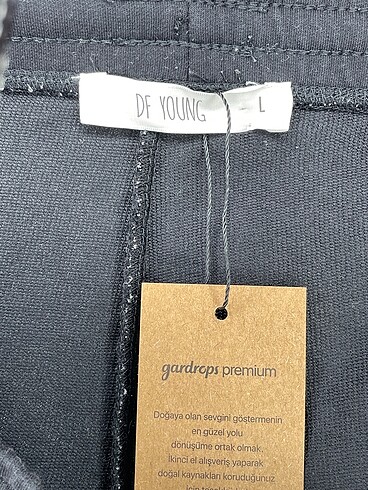 DF YOUNG
L
gardrops premium
Doğaya olan sevgini göstermenin
en güzel yolu
dönüşüme ortak olmak.
İkinci el alışveriş yaparak
doğal kaynakları koruduğunuz
için